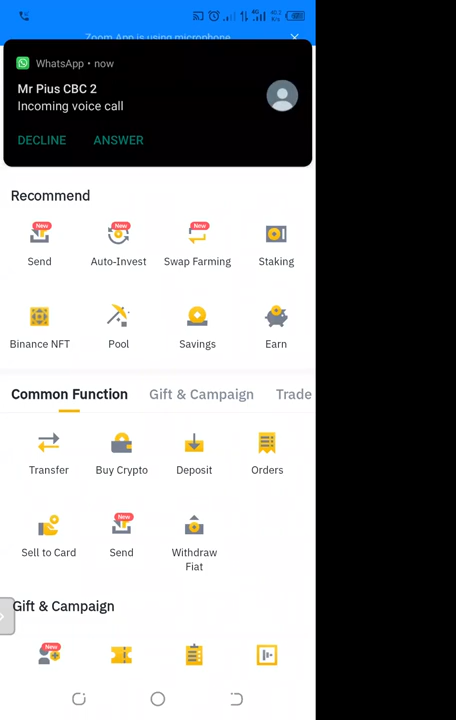 Zoom App is using microphone
WhatsApp • now
Mr Pius CBC 2
Incoming voice call
DECLINE ANSWER
Recommend
New New New
Send Auto-Invest Swap Farming Staking
Binance NFT Pool Savings Earn
Common Function Gift & Campaign Trade
Transfer Buy Crypto Deposit Orders
New
Sell to Card Send Withdraw
Fiat
Gift & Campaign
New